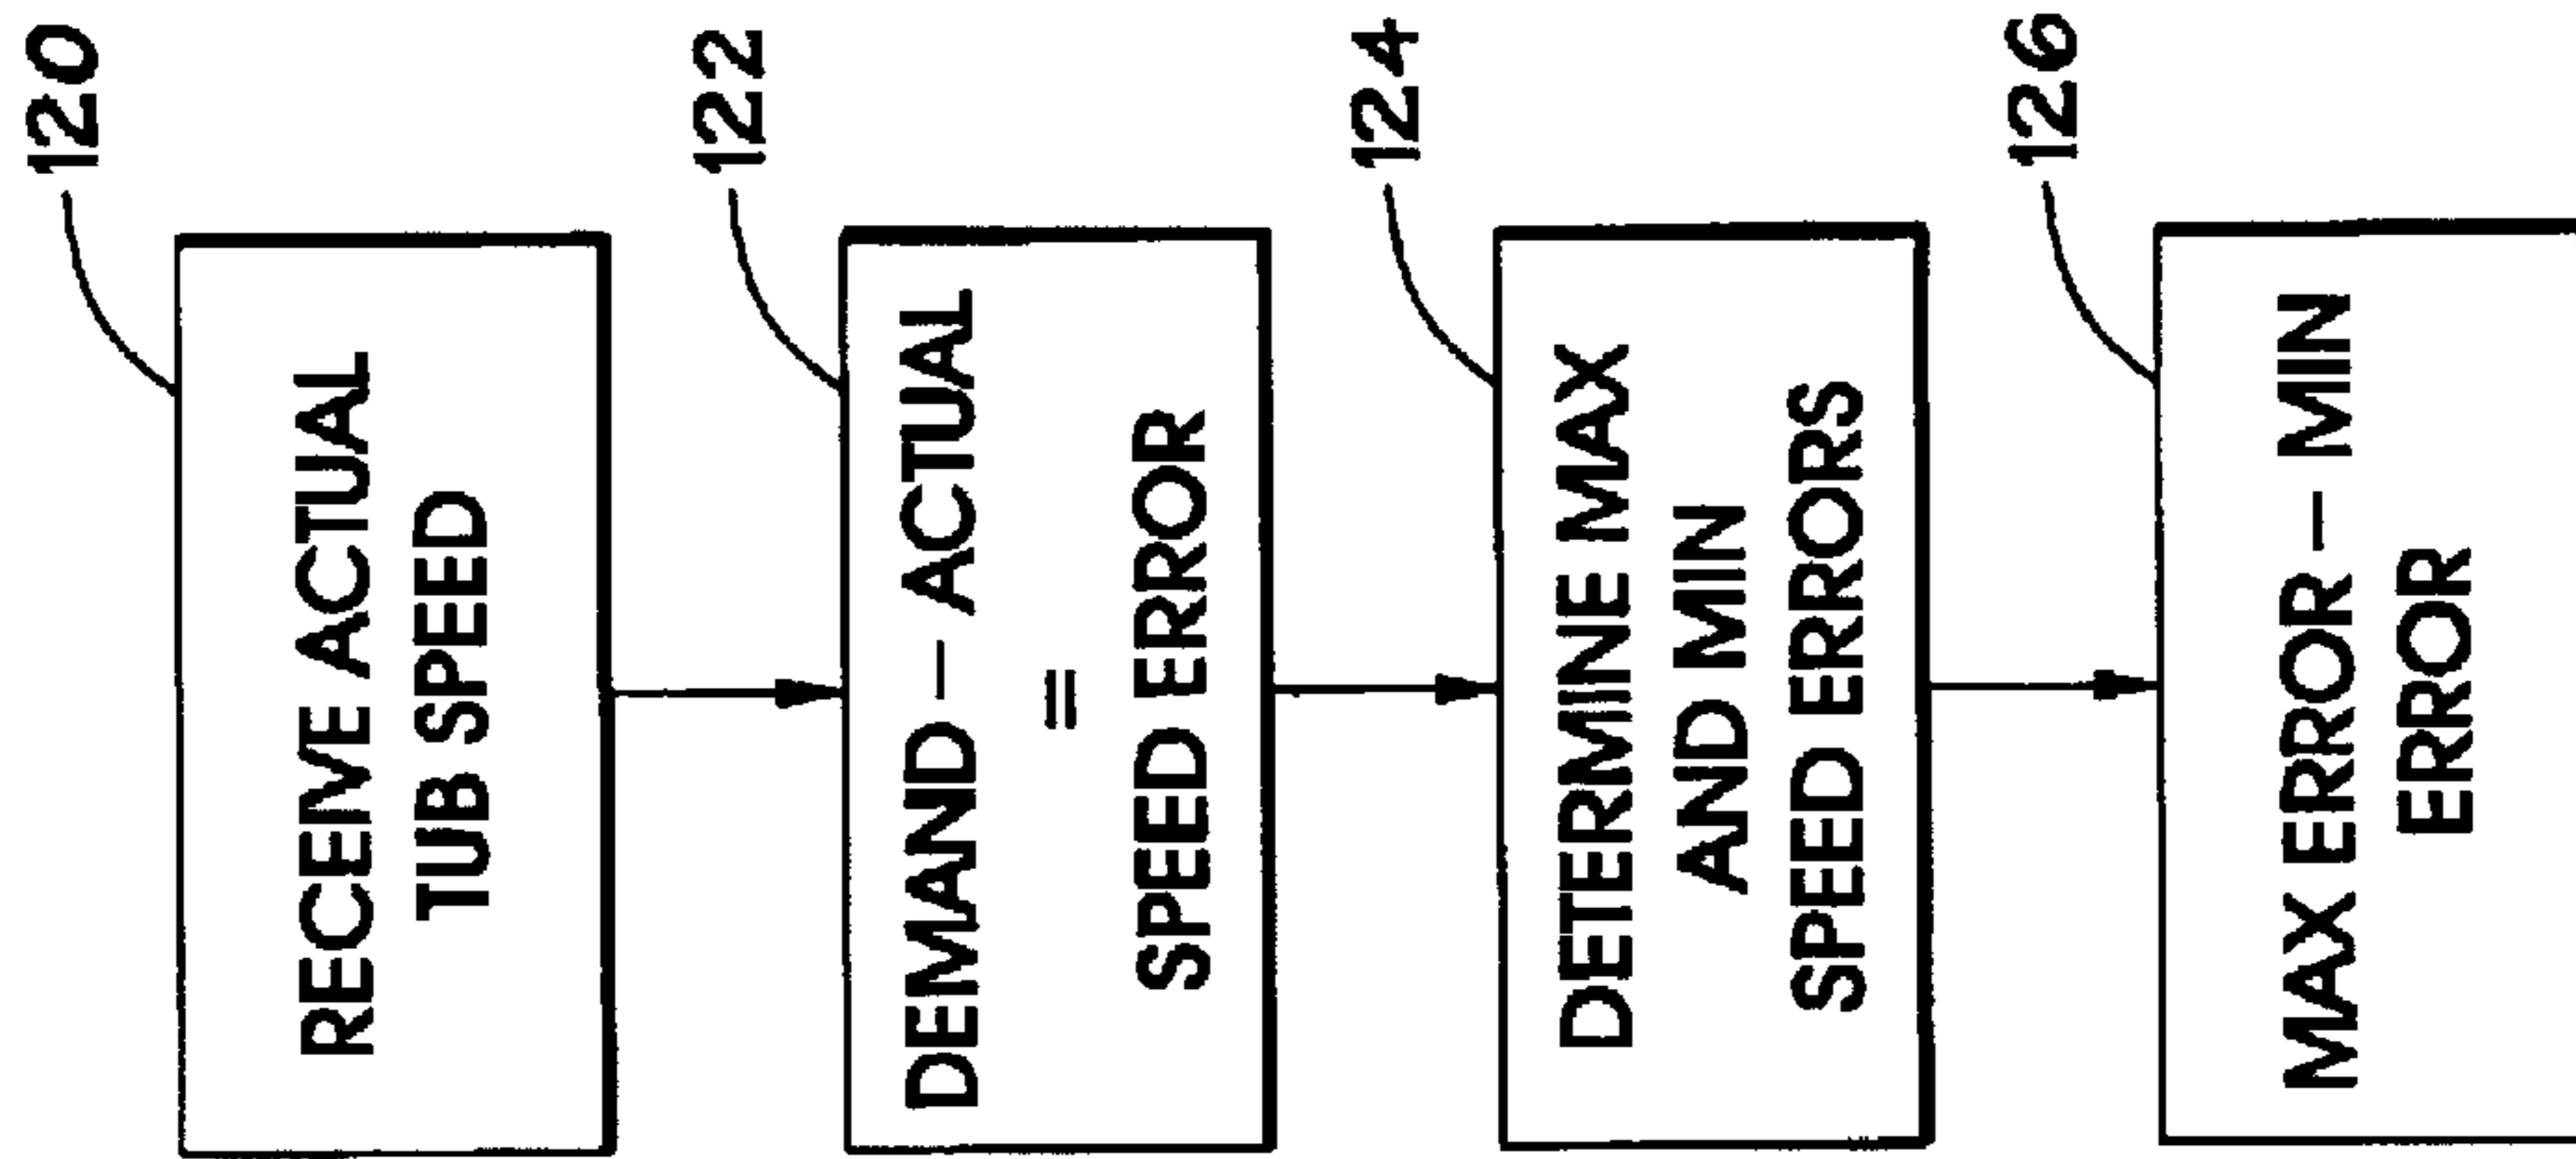 120
RECEIVE ACTUAL
TUB SPEED
122
DEMAND – ACTUAL
=
SPEED ERROR
124
DETERMINE MAX
AND MIN
SPEED ERRORS
126
MAX ERROR – MIN
ERROR